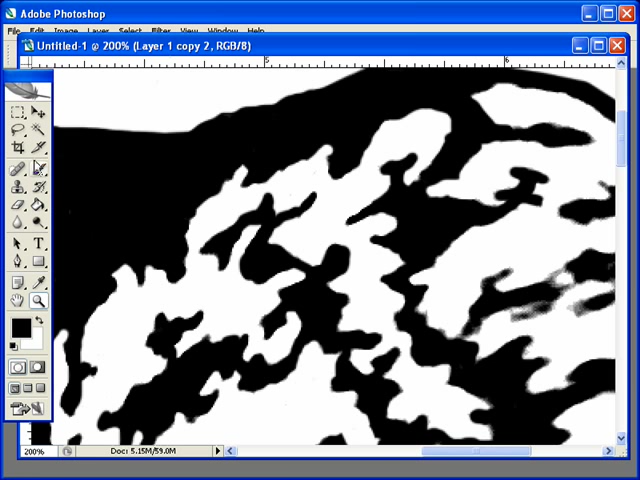 Adobe Photoshop
File Edit Image Layer Select Filter View Window Help
Untitled-1 @ 200% (Layer 1 copy 2, RGB/8)
5 6
T
200% Doc: 5.15M/59.0M